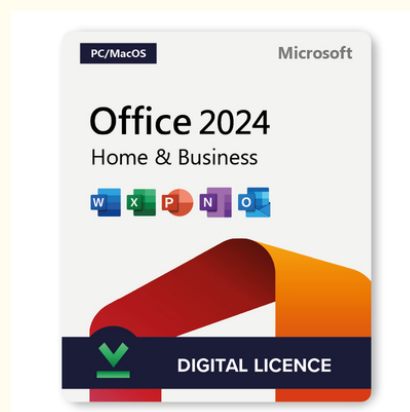 PC/MacOS
Microsoft
Office 2024
Home & Business
W X P N O
DIGITAL LICENCE